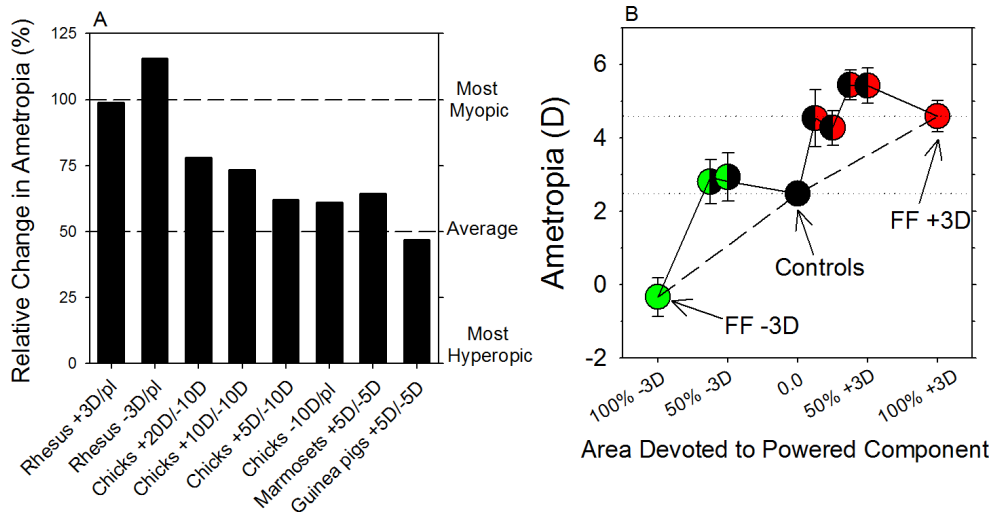 A
Relative Change in Ametropia (%)
125
100
75
50
25
0
Most
Myopic
Average
Most
Hyperopic
Rhesus +3D/pl
Rhesus -3D/pl
Chicks +20D/-10D
Chicks +10D/-10D
Chicks +5D/-10D
Chicks -10D/pl
Marmosets +5D/-5D
Guinea pigs +5D/-5D
B
Ametropia (D)
6
4
2
0
-2
FF +3D
Controls
FF -3D
100% -3D
50% -3D
0.0
50% +3D
100% +3D
Area Devoted to Powered Component